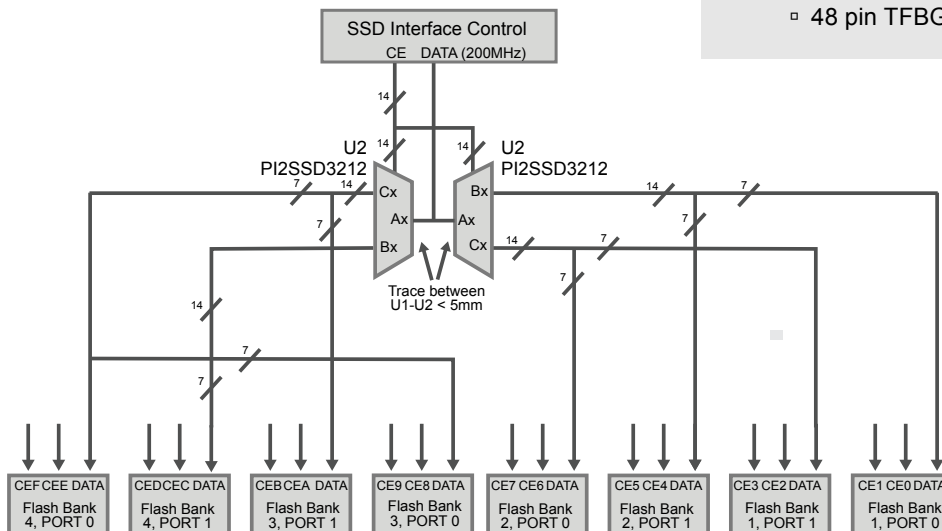 48 pin TFBG
SSD Interface Control
CE DATA (200MHz)
14
14
14
U2
PI2SSD3212
U2
PI2SSD3212
7
14
Cx
Bx
14
7
7
Ax
Ax
7
Bx
Cx
14
7
7
Trace between
U1-U2 < 5mm
14
7
7
CEF CEE DATA
Flash Bank
4, PORT 0
CED CEC DATA
Flash Bank
4, PORT 1
CEB CEA DATA
Flash Bank
3, PORT 1
CE9 CE8 DATA
Flash Bank
3, PORT 0
CE7 CE6 DATA
Flash Bank
2, PORT 0
CE5 CE4 DATA
Flash Bank
2, PORT 1
CE3 CE2 DATA
Flash Bank
1, PORT 1
CE1 CE0 DATA
Flash Bank
1, PORT 0